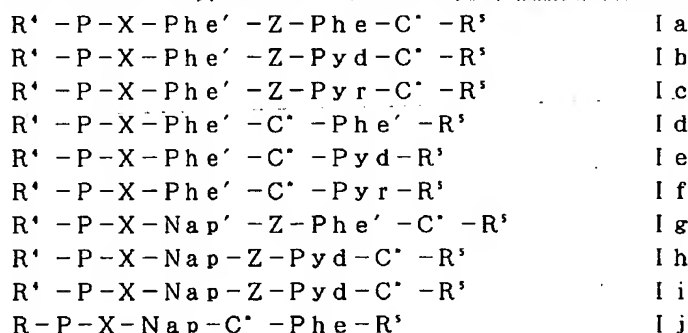 R⁴ -P-X-Phe′ -Z-Phe-C* -R⁵ Ia
R⁴ -P-X-Phe′ -Z-Pyd-C* -R⁵ Ib
R⁴ -P-X-Phe′ -Z-Pyr-C* -R⁵ Ic
R⁴ -P-X-Phe′ -C* -Phe′ -R⁵ Id
R⁴ -P-X-Phe′ -C* -Pyd-R⁵ Ie
R⁴ -P-X-Phe′ -C* -Pyr-R⁵ If
R⁴ -P-X-Nap′ -Z-Phe′ -C* -R⁵ Ig
R⁴ -P-X-Nap-Z-Pyd-C* -R⁵ Ih
R⁴ -P-X-Nap-Z-Pyd-C* -R⁵ Ii
R-P-X-Nap-C* -Phe-R⁵ Ij